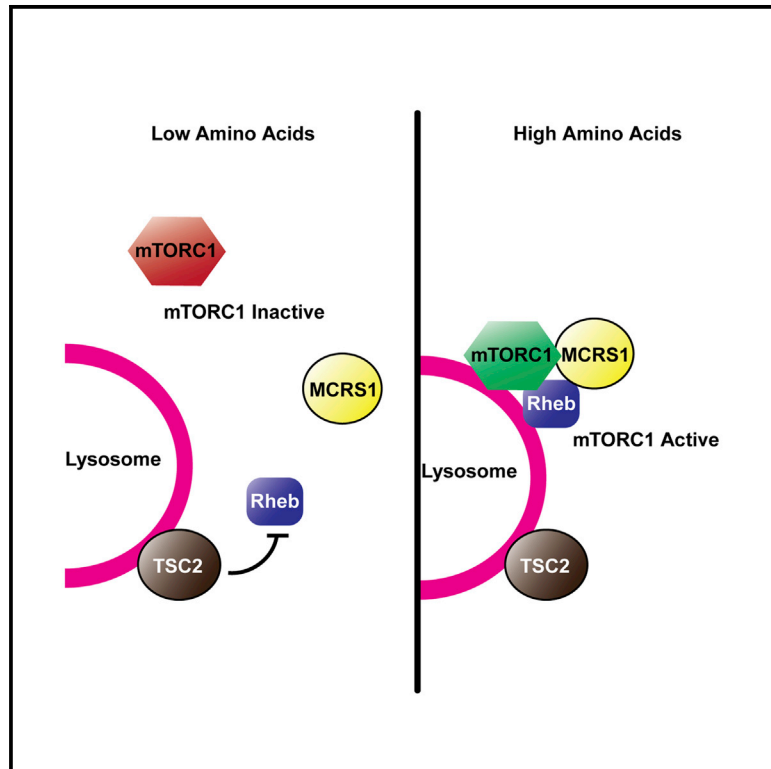 Low Amino Acids
mTORC1
mTORC1 Inactive
MCRS1
Lysosome
Rheb
TSC2
High Amino Acids
mTORC1
MCRS1
Rheb
mTORC1 Active
Lysosome
TSC2